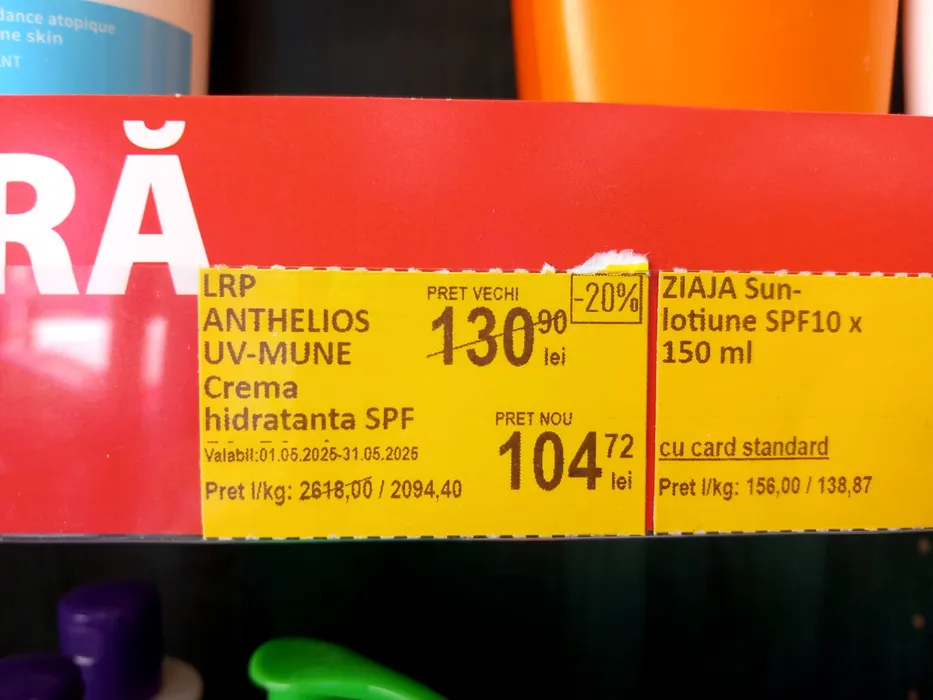 dance atopique
ne skin
NT
RĂ
LRP
ANTHELIOS
UV-MUNE
Crema
hidratanta SPF
Valabil:01.05.2025-31.05.2025
Pret l/kg: 2618,00 / 2094,40
PRET VECHI
-20%
130 90 lei
PRET NOU
104 72 lei
ZIAJA Sun-
lotiune SPF10 x
150 ml
cu card standard
Pret l/kg: 156,00 / 138,87